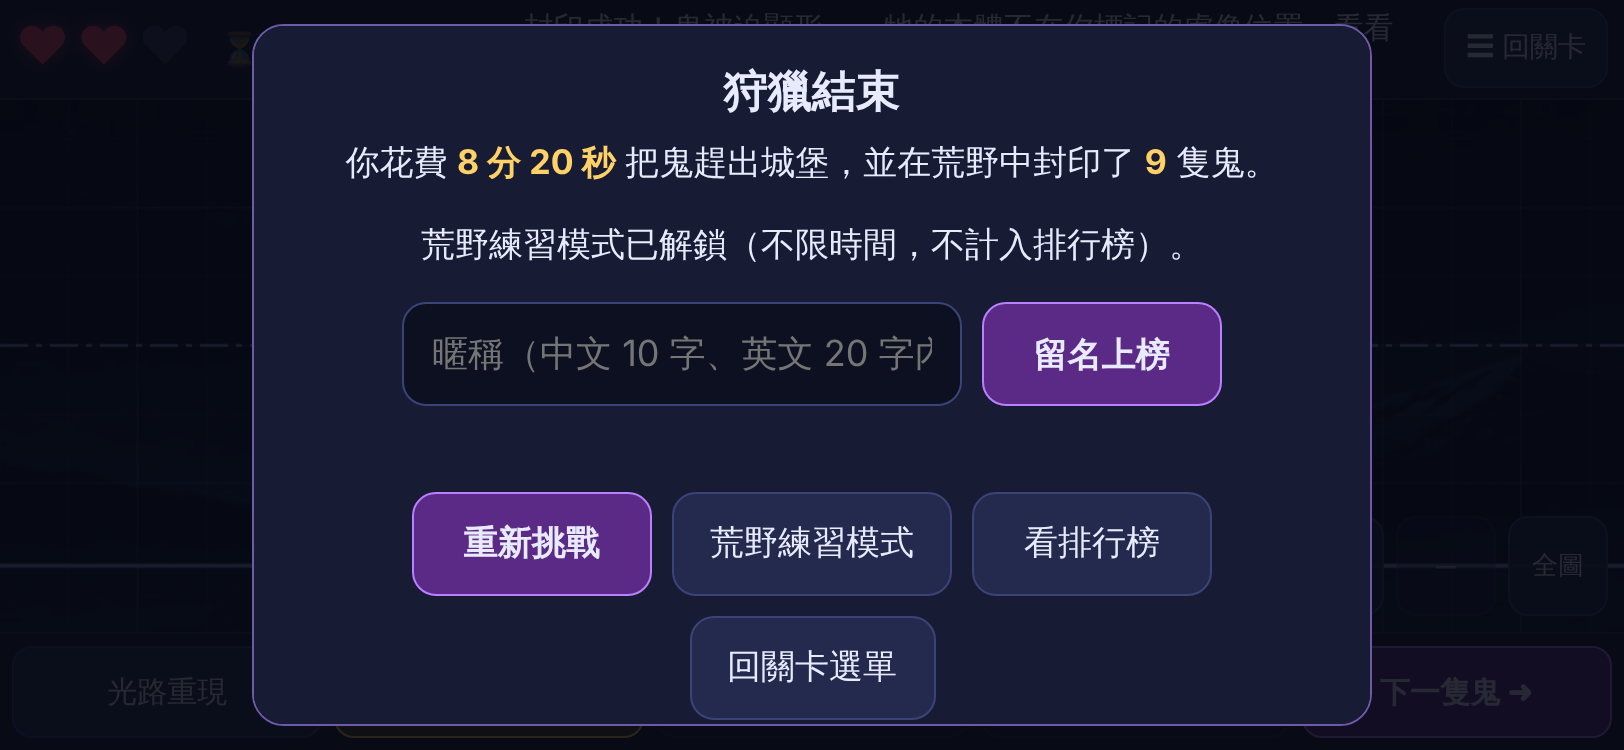 ☰ 回關卡
狩獵結束
你花費 8 分 20 秒 把鬼趕出城堡，並在荒野中封印了 9 隻鬼。
荒野練習模式已解鎖（不限時間，不計入排行榜）。
暱稱（中文 10 字、英文 20 字內
留名上榜
重新挑戰
荒野練習模式
看排行榜
回關卡選單
全圖
光路重現
下一隻鬼 ➜